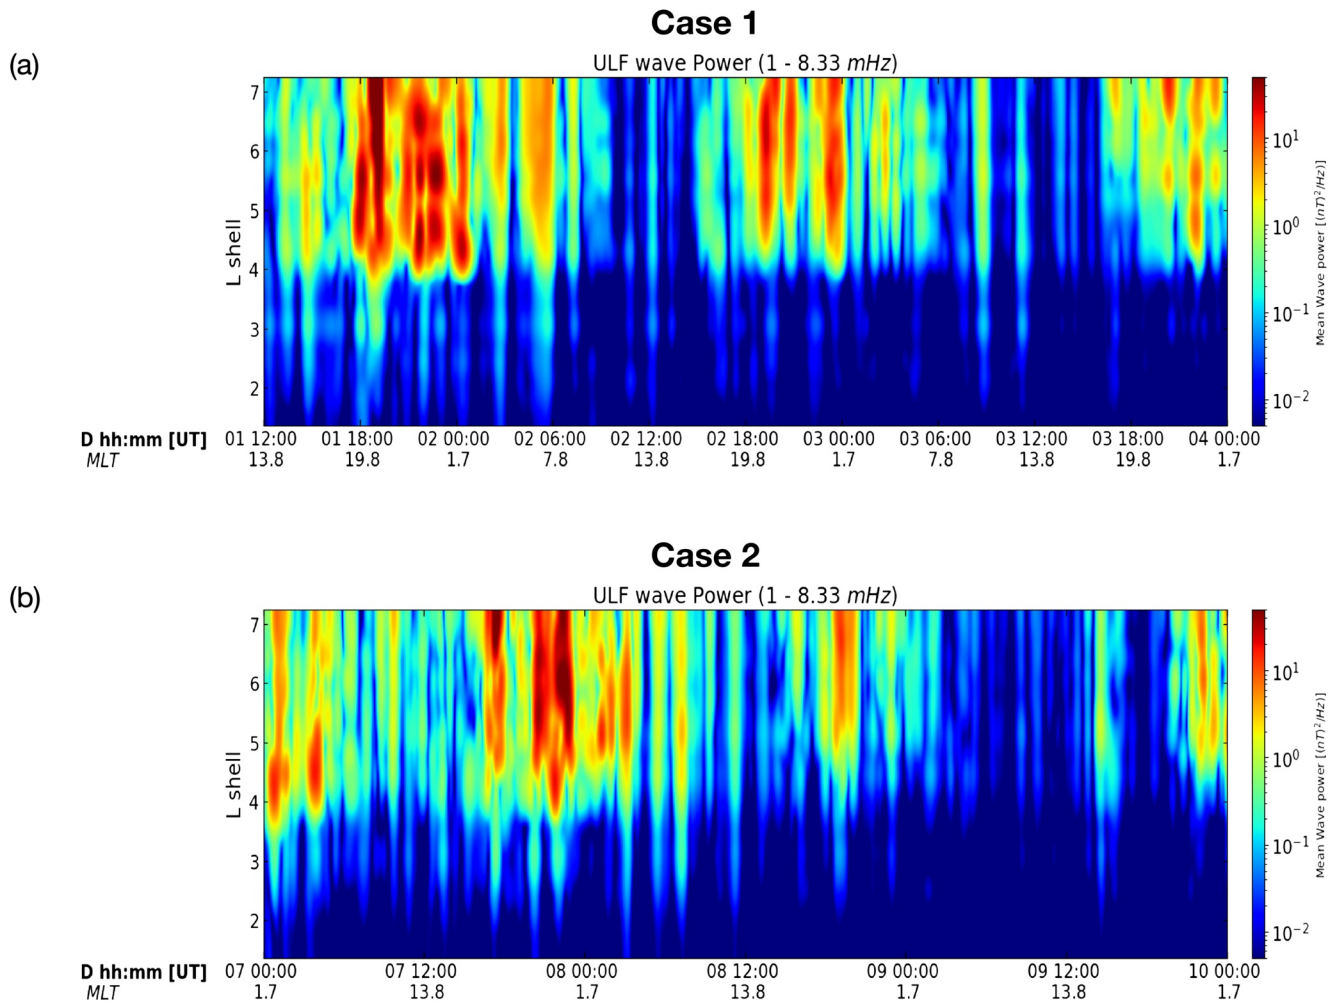 Case 1
(a)
ULF wave Power (1 - 8.33 mHz)
7
6
5
4
3
2
L shell
10^1
10^0
10^-1
10^-2
Mean Wave power [(nT)^2/Hz)]
D hh:mm [UT] 01 12:00 01 18:00 02 00:00 02 06:00 02 12:00 02 18:00 03 00:00 03 06:00 03 12:00 03 18:00 04 00:00
MLT 13.8 19.8 1.7 7.8 13.8 19.8 1.7 7.8 13.8 19.8 1.7
Case 2
(b)
ULF wave Power (1 - 8.33 mHz)
7
6
5
4
3
2
L shell
10^1
10^0
10^-1
10^-2
Mean Wave power [(nT)^2/Hz)]
D hh:mm [UT] 07 00:00 07 12:00 08 00:00 08 12:00 09 00:00 09 12:00 10 00:00
MLT 1.7 13.8 1.7 13.8 1.7 13.8 1.7